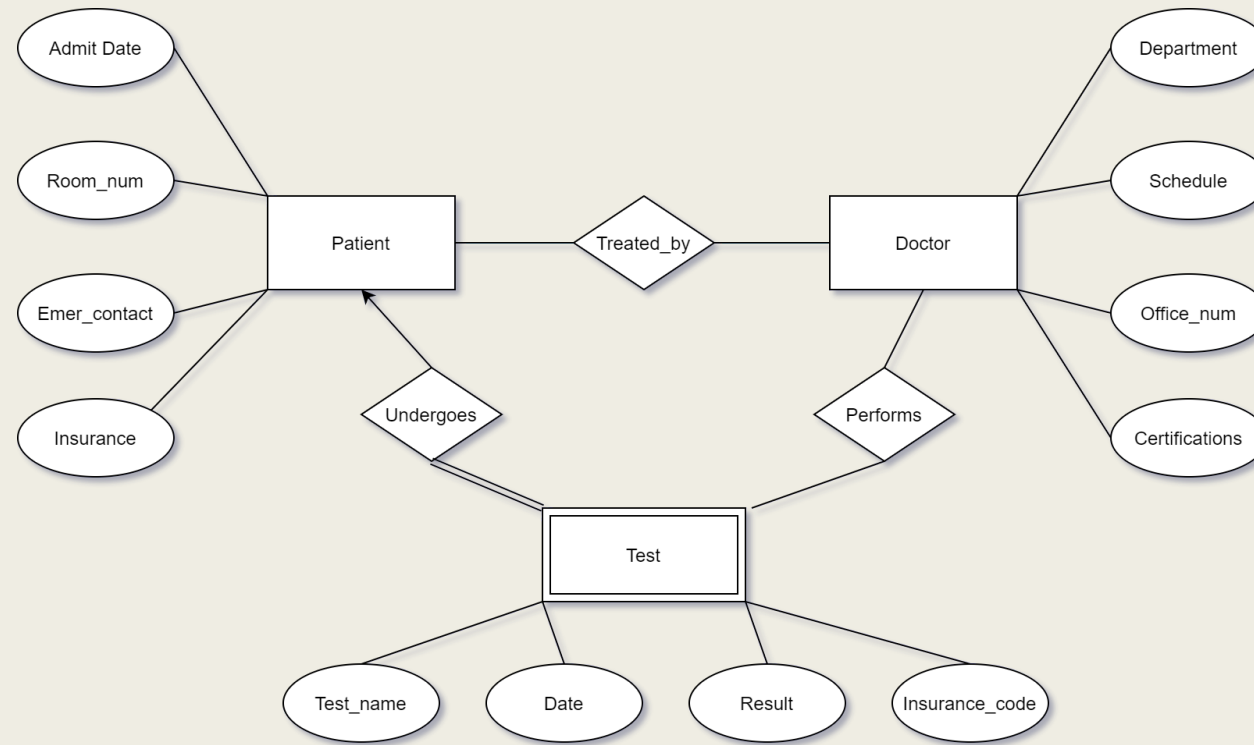 Admit Date
Department
Room_num
Schedule
Patient
Treated_by
Doctor
Emer_contact
Office_num
Undergoes
Performs
Insurance
Certifications
Test
Test_name
Date
Result
Insurance_code